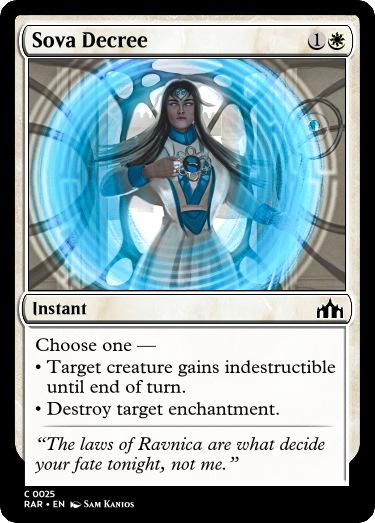 Sova Decree 1
Instant
Choose one —
• Target creature gains indestructible
until end of turn.
• Destroy target enchantment.
“The laws of Ravnica are what decide
your fate tonight, not me.”
C 0025
RAR • EN Sam Kanios